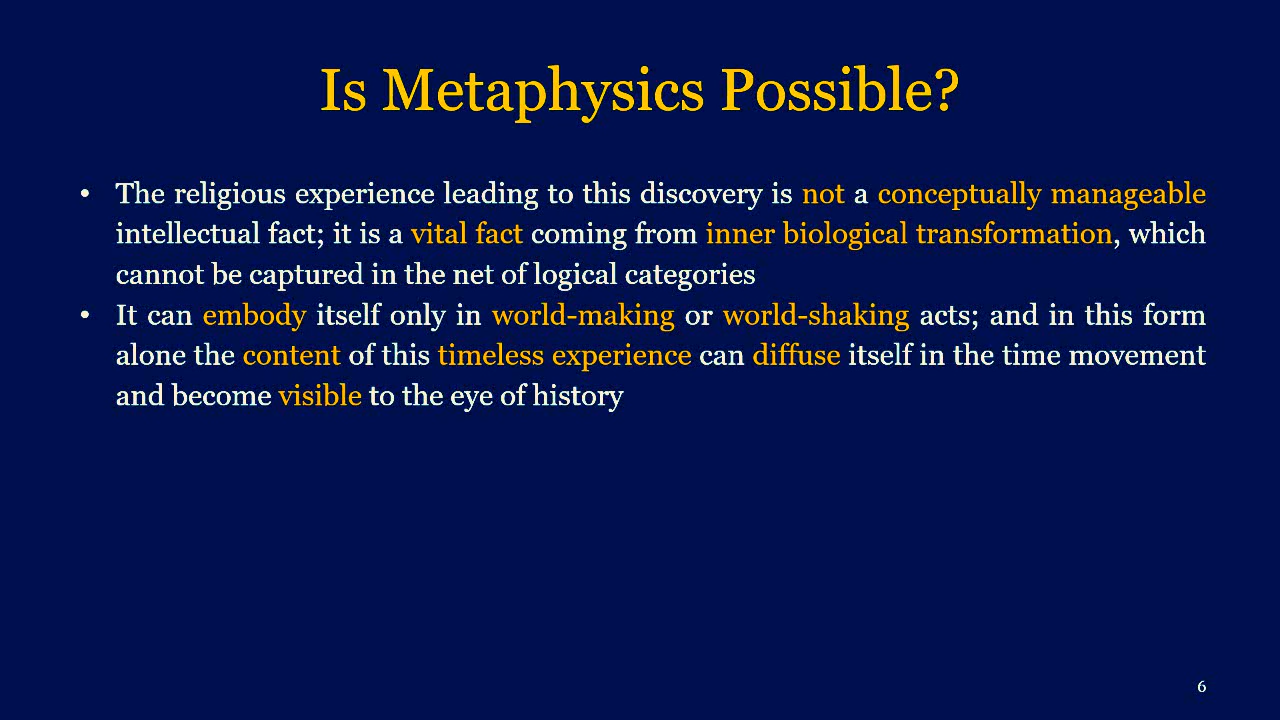 Is Metaphysics Possible?
• The religious experience leading to this discovery is not a conceptually manageable
intellectual fact; it is a vital fact coming from inner biological transformation, which
cannot be captured in the net of logical categories
• It can embody itself only in world-making or world-shaking acts; and in this form
alone the content of this timeless experience can diffuse itself in the time movement
and become visible to the eye of history
6